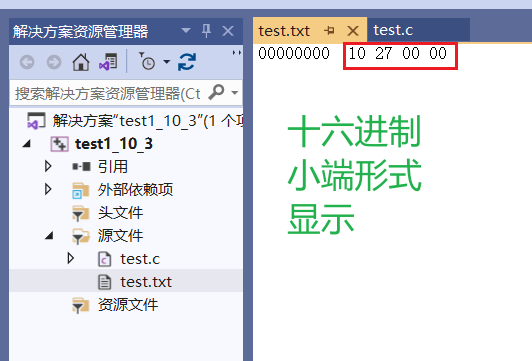 解决方案资源管理器
搜索解决方案资源管理器(Ct
解决方案"test1_10_3"(1 个项
test1_10_3
引用
外部依赖项
头文件
源文件
test.c
test.txt
资源文件
test.txt
test.c
00000000 10 27 00 00
十六进制
小端形式
显示